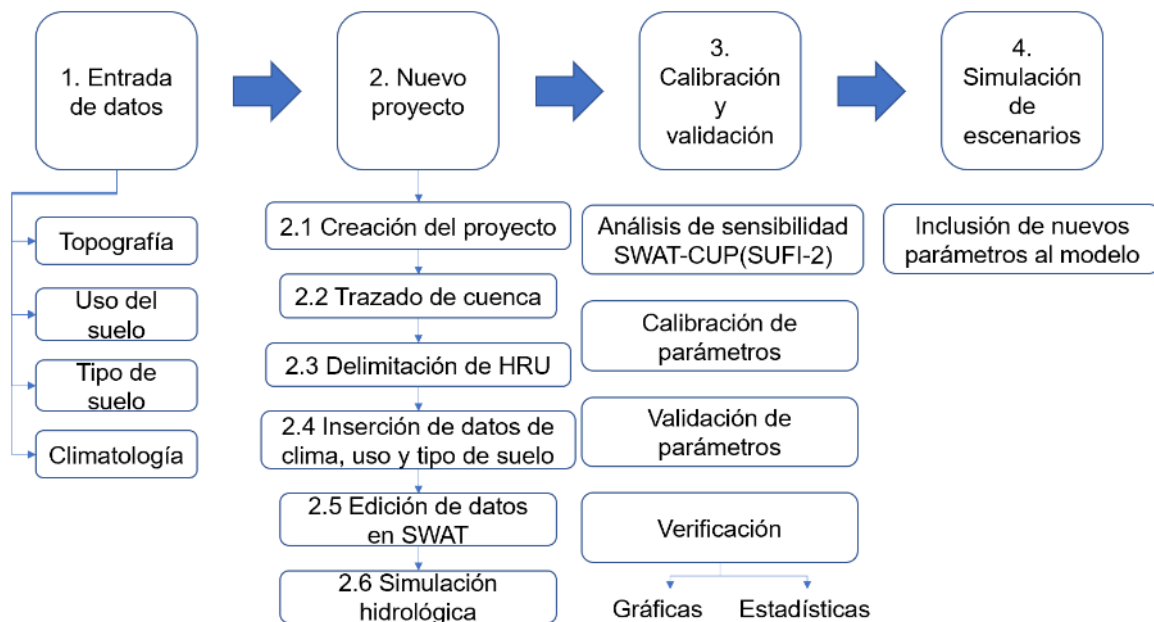 1. Entrada
de datos
2. Nuevo
proyecto
3.
Calibración
y
validación
4.
Simulación
de
escenarios
Topografía
Uso del
suelo
Tipo de
suelo
Climatología
2.1 Creación del proyecto
2.2 Trazado de cuenca
2.3 Delimitación de HRU
2.4 Inserción de datos de
clima, uso y tipo de suelo
2.5 Edición de datos
en SWAT
2.6 Simulación
hidrológica
Análisis de sensibilidad
SWAT-CUP(SUFI-2)
Calibración de
parámetros
Validación de
parámetros
Verificación
Gráficas
Estadísticas
Inclusión de nuevos
parámetros al modelo